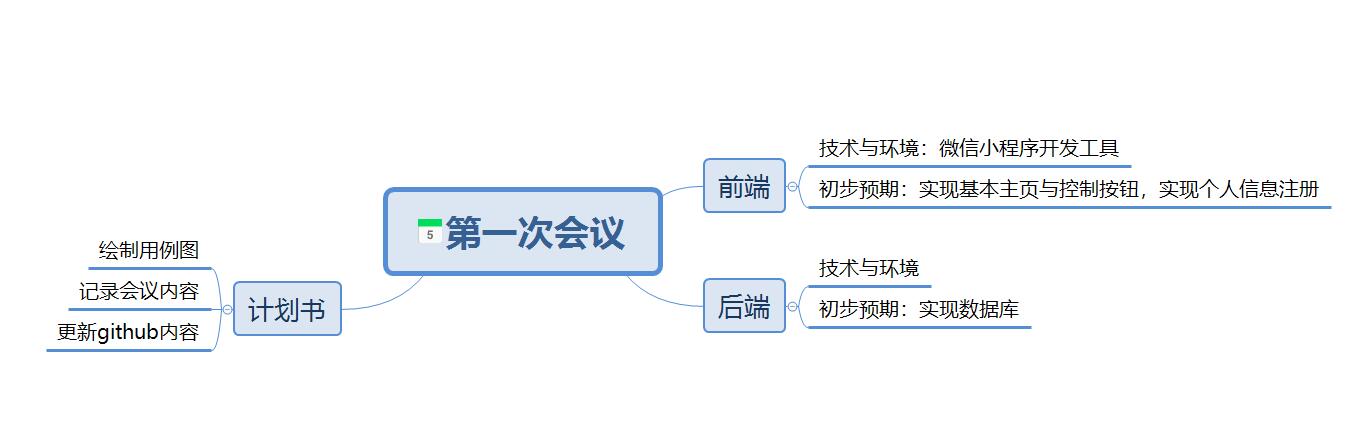 5
第一次会议
前端
技术与环境：微信小程序开发工具
初步预期：实现基本主页与控制按钮，实现个人信息注册
后端
技术与环境
初步预期：实现数据库
计划书
绘制用例图
记录会议内容
更新github内容